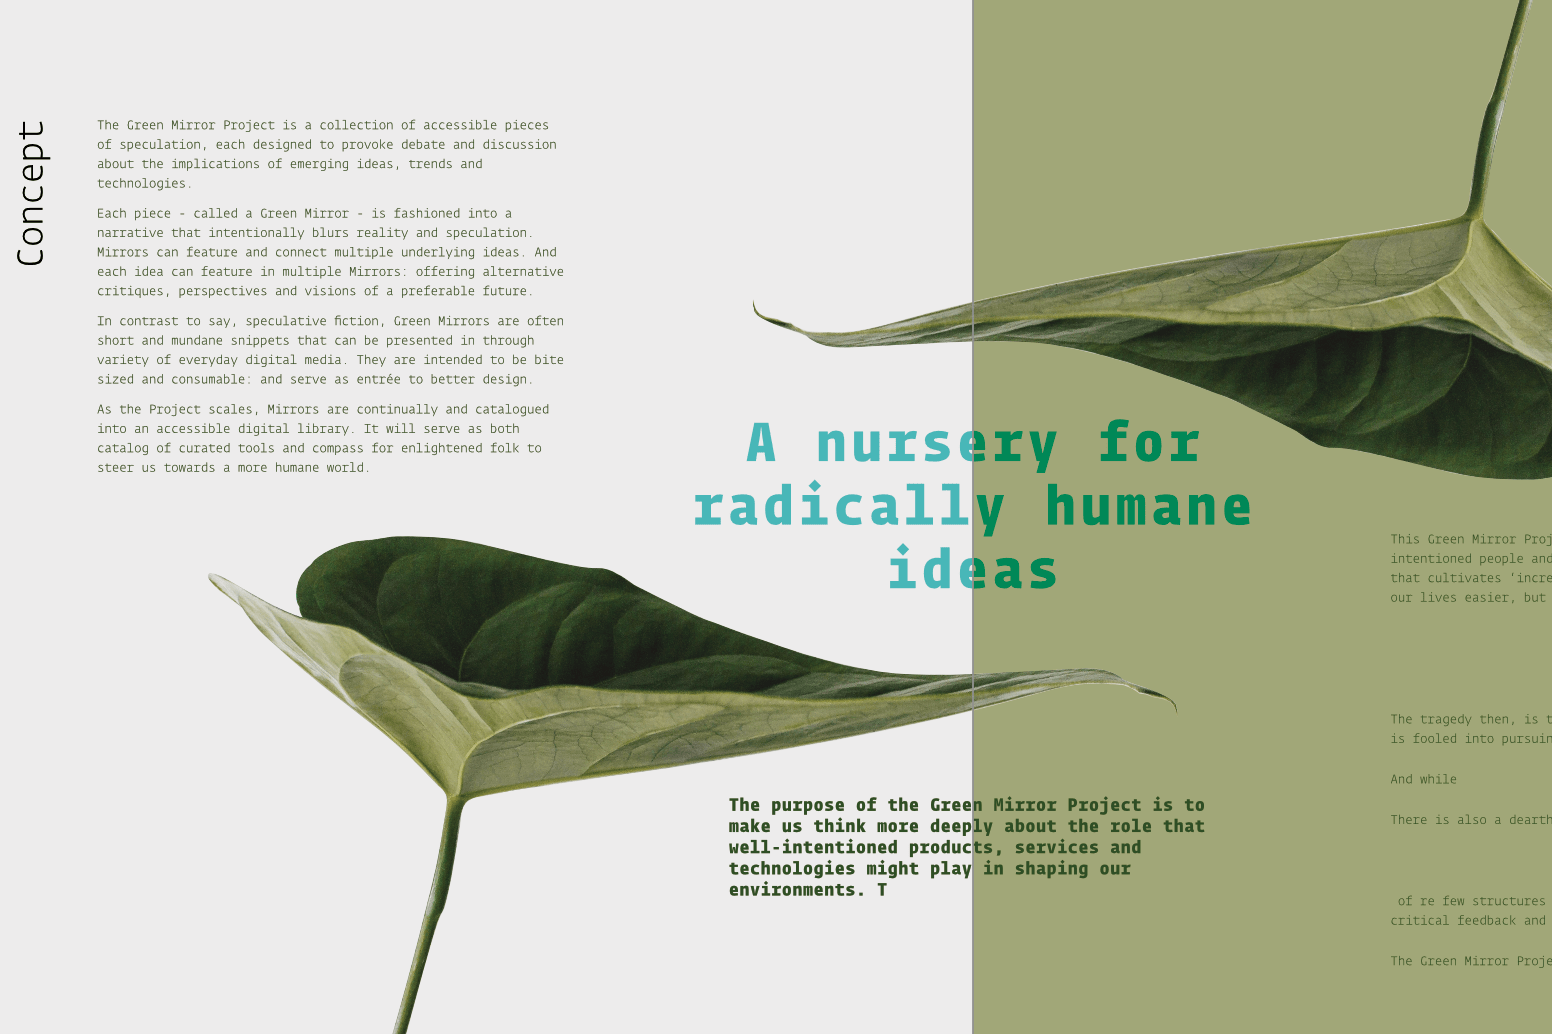 Concept
The Green Mirror Project is a collection of accessible pieces
of speculation, each designed to provoke debate and discussion
about the implications of emerging ideas, trends and
technologies.
Each piece - called a Green Mirror - is fashioned into a
narrative that intentionally blurs reality and speculation.
Mirrors can feature and connect multiple underlying ideas. And
each idea can feature in multiple Mirrors: offering alternative
critiques, perspectives and visions of a preferable future.
In contrast to say, speculative fiction, Green Mirrors are often
short and mundane snippets that can be presented in through
variety of everyday digital media. They are intended to be bite
sized and consumable: and serve as entrée to better design.
As the Project scales, Mirrors are continually and catalogued
into an accessible digital library. It will serve as both
catalog of curated tools and compass for enlightened folk to
steer us towards a more humane world.
A nursery for
radically humane
ideas
The purpose of the Green Mirror Project is to
make us think more deeply about the role that
well-intentioned products, services and
technologies might play in shaping our
environments. T
This Green Mirror Proj
intentioned people and
that cultivates 'incre
our lives easier, but
The tragedy then, is t
is fooled into pursuin
And while
There is also a dearth
of re few structures
critical feedback and
The Green Mirror Proje